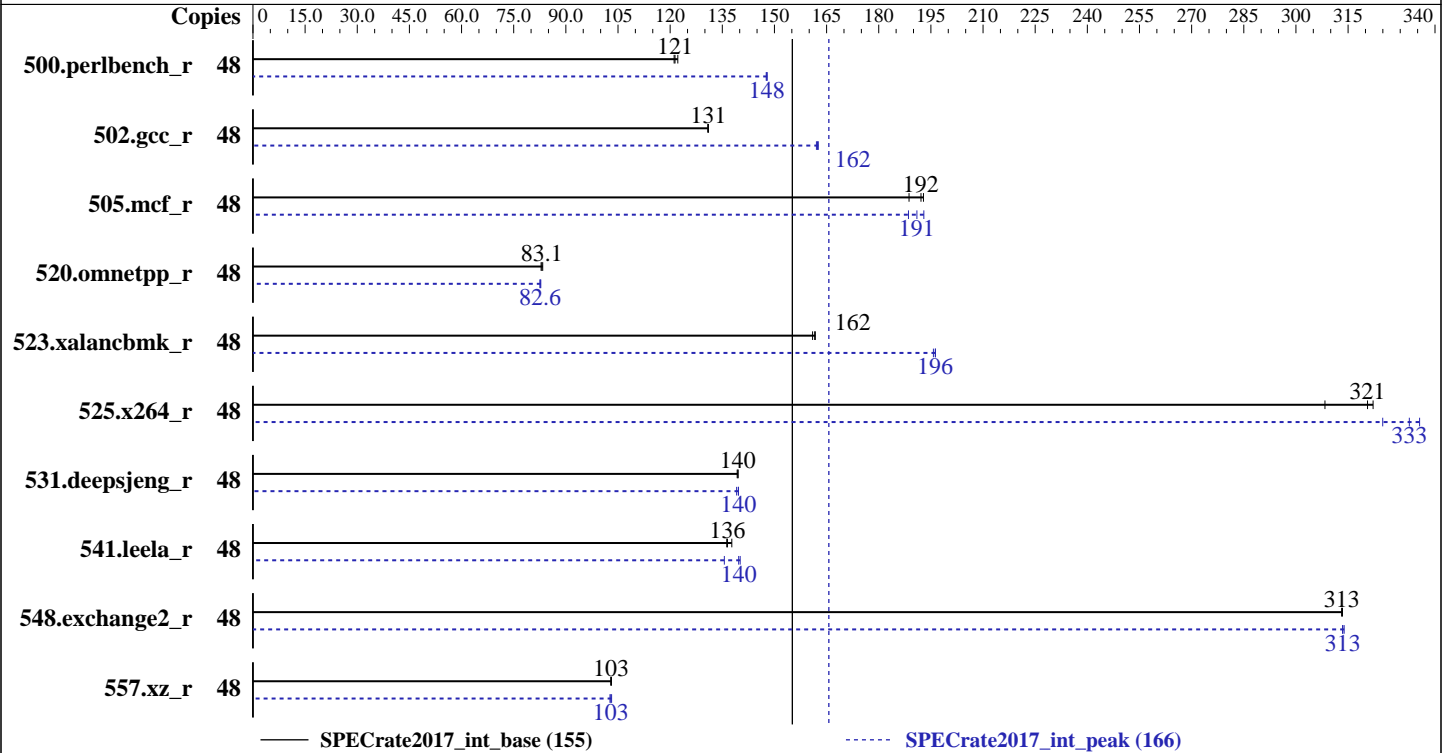 Copies 0 15.0 30.0 45.0 60.0 75.0 90.0 105 120 135 150 165 180 195 210 225 240 255 270 285 300 315 340
500.perlbench_r 48 121
148
502.gcc_r 48 131
162
505.mcf_r 48 192
191
520.omnetpp_r 48 83.1
82.6
523.xalancbmk_r 48 162
196
525.x264_r 48 321
333
531.deepsjeng_r 48 140
140
541.leela_r 48 136
140
548.exchange2_r 48 313
313
557.xz_r 48 103
103
SPECrate2017_int_base (155) SPECrate2017_int_peak (166)